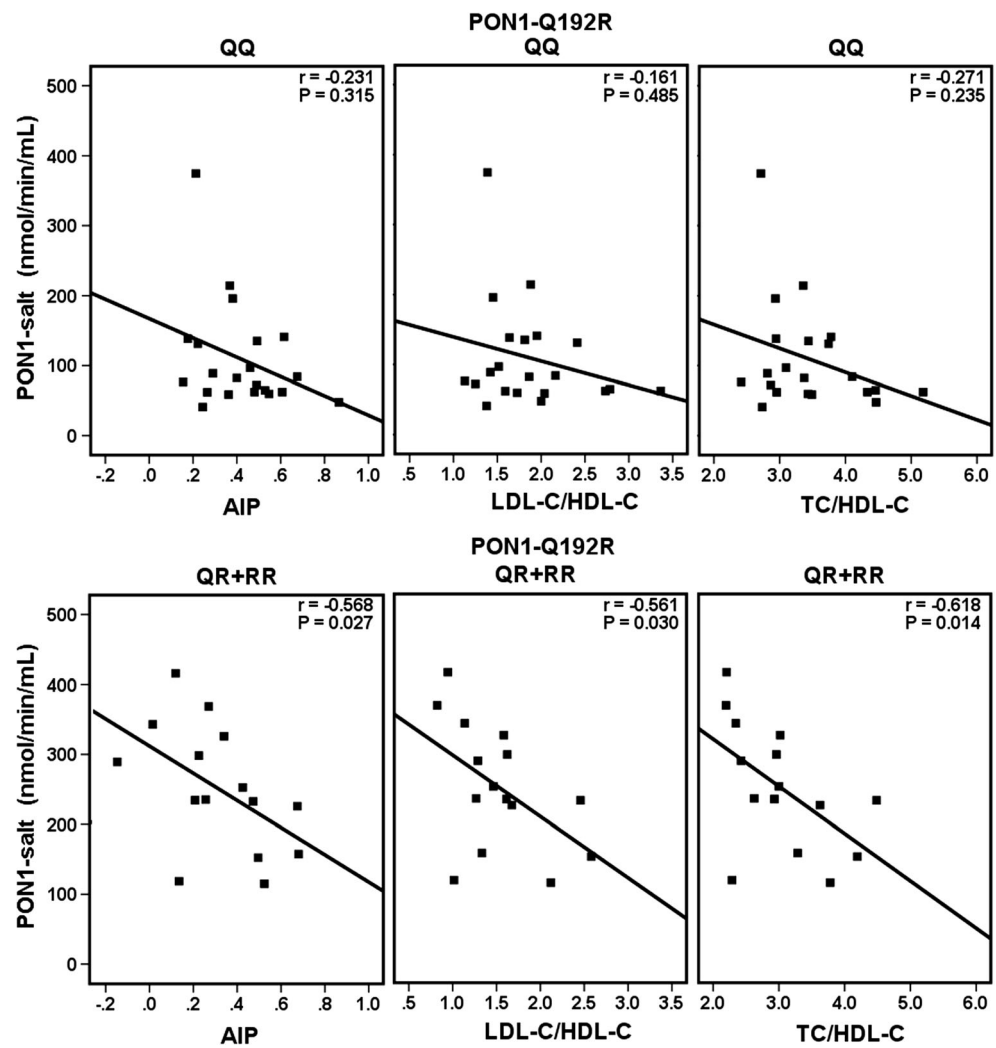 PON1-Q192R
QQ QQ QQ
r = -0.231 r = -0.161 r = -0.271
P = 0.315 P = 0.485 P = 0.235
PON1-salt (nmol/min/mL)
500
400
300
200
100
0
-.2 .0 .2 .4 .6 .8 1.0 .5 1.0 1.5 2.0 2.5 3.0 3.5 2.0 3.0 4.0 5.0 6.0
AIP LDL-C/HDL-C TC/HDL-C
PON1-Q192R
QR+RR QR+RR QR+RR
r = -0.568 r = -0.561 r = -0.618
P = 0.027 P = 0.030 P = 0.014
PON1-salt (nmol/min/mL)
500
400
300
200
100
0
-.2 .0 .2 .4 .6 .8 1.0 .5 1.0 1.5 2.0 2.5 3.0 3.5 2.0 3.0 4.0 5.0 6.0
AIP LDL-C/HDL-C TC/HDL-C